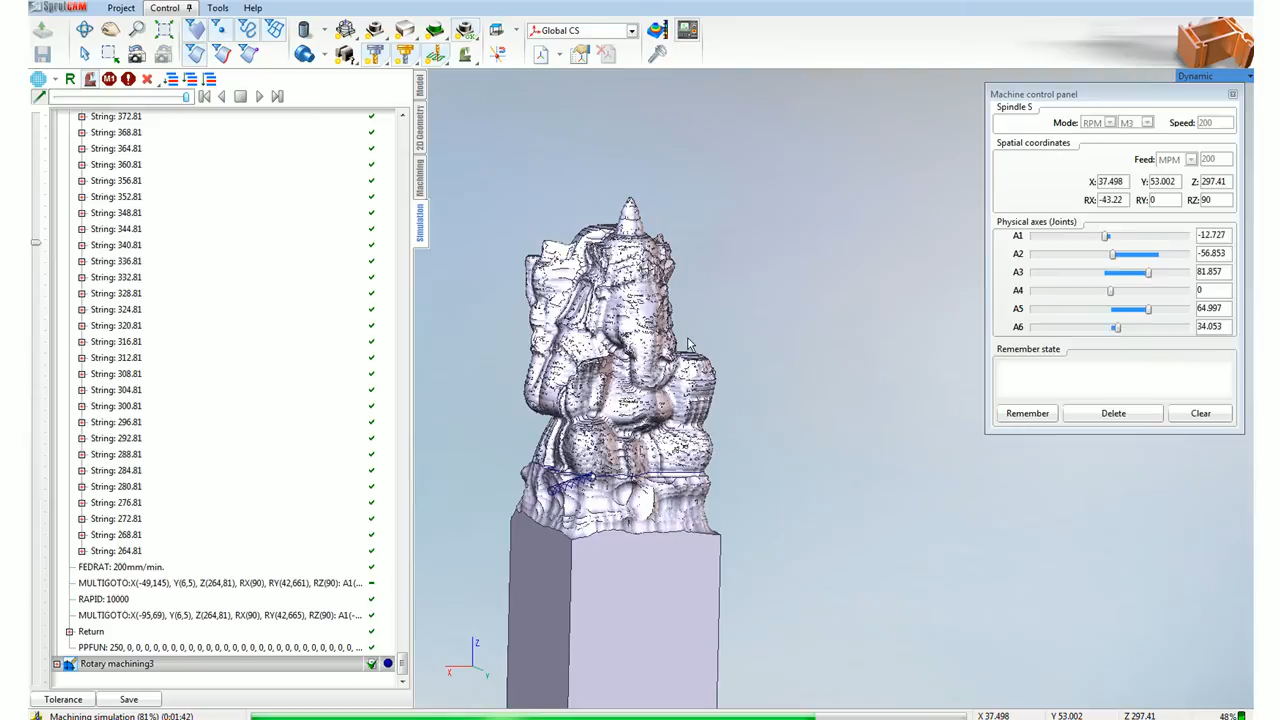 SprutCAM
Project Control Tools Help
Global CS
R M1
Dynamic
Machine control panel
Spindle S
Mode: RPM M3 Speed: 200
Spatial coordinates
Feed: MPM 200
X: 37.498 Y: 53.002 Z: 297.41
RX: -43.22 RY: 0 RZ: 90
Physical axes (Joints)
A1 -12.727
A2 -56.853
A3 81.857
A4 0
A5 64.997
A6 34.053
Remember state
Remember Delete Clear
Model
2D Geometry
Machining
Simulation
String: 372.81
String: 368.81
String: 364.81
String: 360.81
String: 356.81
String: 352.81
String: 348.81
String: 344.81
String: 340.81
String: 336.81
String: 332.81
String: 328.81
String: 324.81
String: 320.81
String: 316.81
String: 312.81
String: 308.81
String: 304.81
String: 300.81
String: 296.81
String: 292.81
String: 288.81
String: 284.81
String: 280.81
String: 276.81
String: 272.81
String: 268.81
String: 264.81
FEDRAT: 200mm/min.
MULTIGOTO:X(-49,145), Y(6,5), Z(264,81), RX(90), RY(42,661), RZ(90): A1(-...
RAPID: 10000
MULTIGOTO:X(-95,69), Y(6,5), Z(264,81), RX(90), RY(42,665), RZ(90): A1(-...
Return
PPFUN: 250, 0, 0, 0, 0, 0, 0, 0, 0, 0, 0, 0, 0, 0, 0, 0, 0, 0, 0, 0, 0, 0, ...
Rotary machining3
Z
X
Y
Tolerance Save
Machining simulation (81%) (0:01:42) X 37.498 Y 53.002 Z 297.41 48%